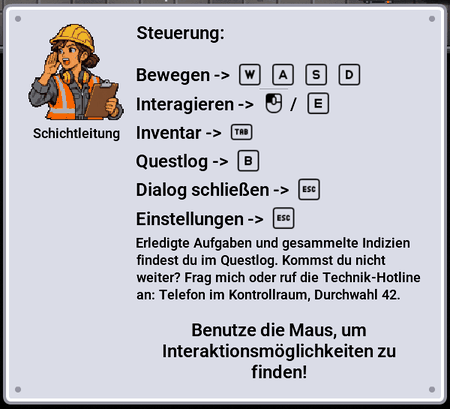 Steuerung:
Bewegen -> W A S D
Interagieren -> / E
Schichtleitung
Inventar -> TAB
Questlog -> B
Dialog schließen -> ESC
Einstellungen -> ESC
Erledigte Aufgaben und gesammelte Indizien
findest du im Questlog. Kommst du nicht
weiter? Frag mich oder ruf die Technik-Hotline
an: Telefon im Kontrollraum, Durchwahl 42.
Benutze die Maus, um
Interaktionsmöglichkeiten zu
finden!